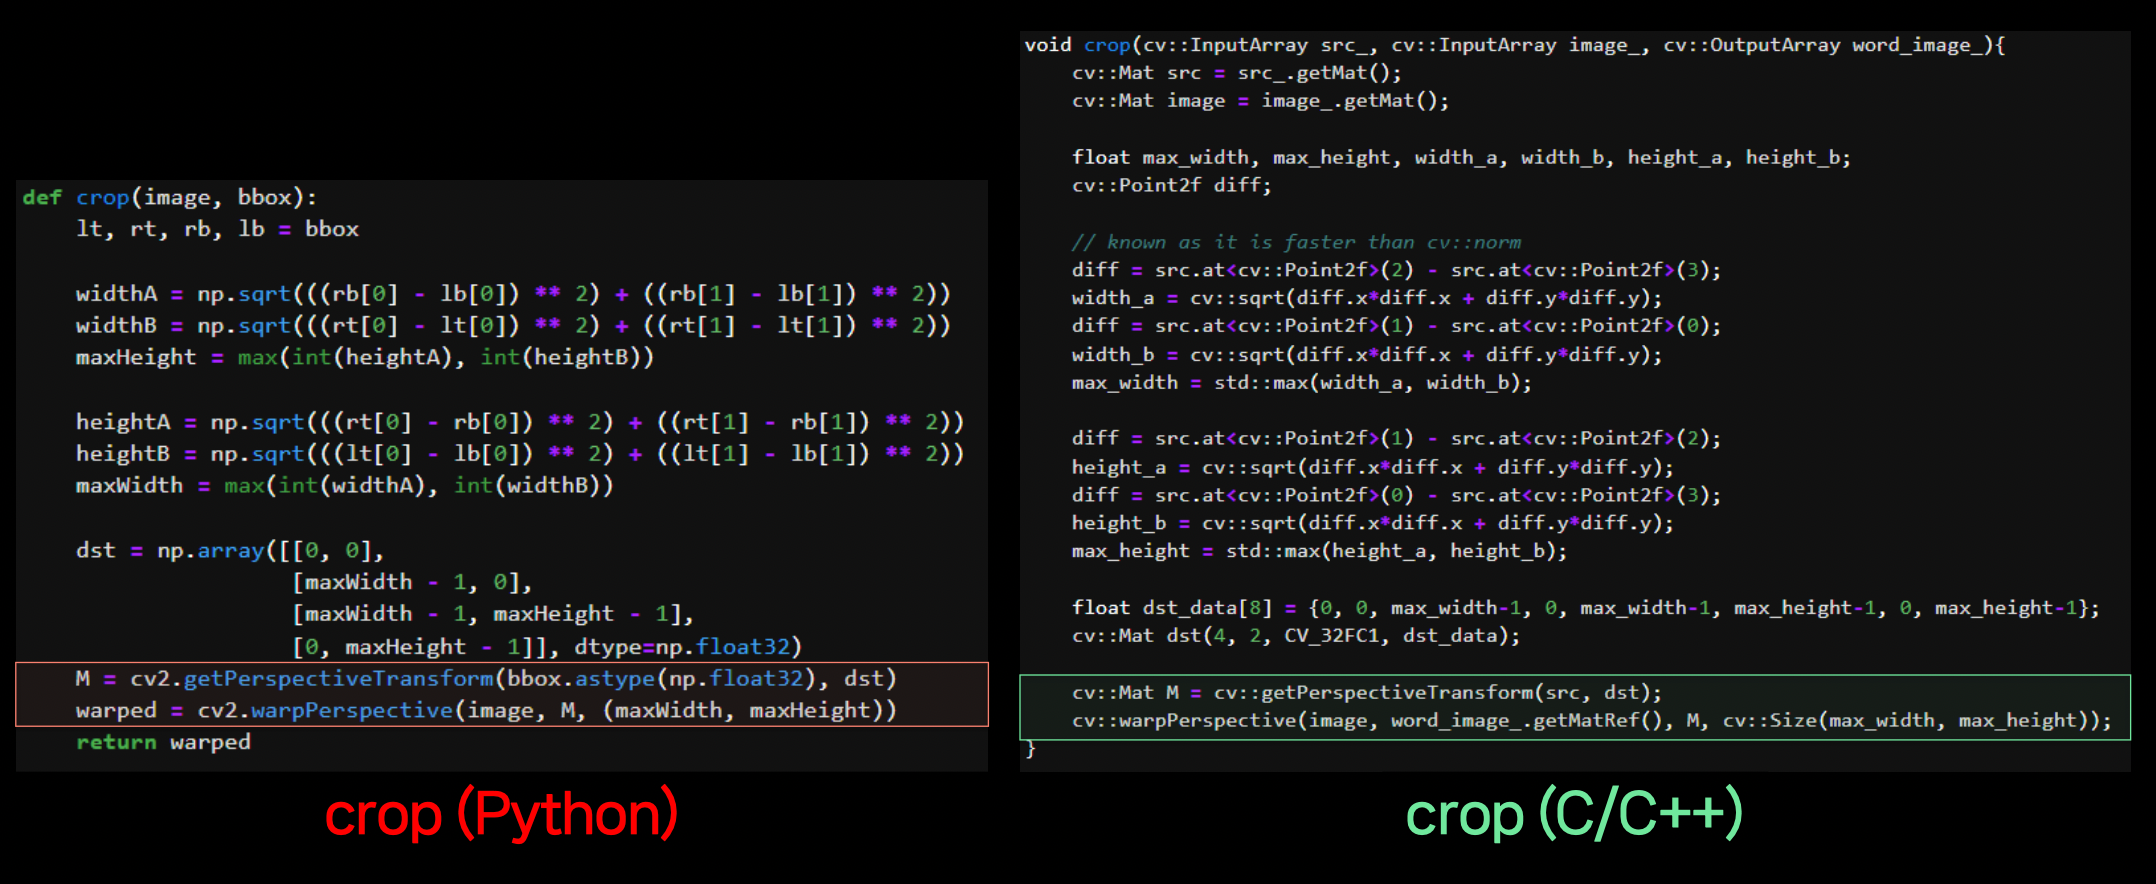 def crop(image, bbox):
    lt, rt, rb, lb = bbox

    widthA = np.sqrt(((rb[0] - lb[0]) ** 2) + ((rb[1] - lb[1]) ** 2))
    widthB = np.sqrt(((rt[0] - lt[0]) ** 2) + ((rt[1] - lt[1]) ** 2))
    maxHeight = max(int(heightA), int(heightB))

    heightA = np.sqrt(((rt[0] - rb[0]) ** 2) + ((rt[1] - rb[1]) ** 2))
    heightB = np.sqrt(((lt[0] - lb[0]) ** 2) + ((lt[1] - lb[1]) ** 2))
    maxWidth = max(int(widthA), int(widthB))

    dst = np.array([[0, 0],
                    [maxWidth - 1, 0],
                    [maxWidth - 1, maxHeight - 1],
                    [0, maxHeight - 1]], dtype=np.float32)
    M = cv2.getPerspectiveTransform(bbox.astype(np.float32), dst)
    warped = cv2.warpPerspective(image, M, (maxWidth, maxHeight))
    return warped
crop (Python)
void crop(cv::InputArray src_, cv::InputArray image_, cv::OutputArray word_image_){
    cv::Mat src = src_.getMat();
    cv::Mat image = image_.getMat();

    float max_width, max_height, width_a, width_b, height_a, height_b;
    cv::Point2f diff;

    // known as it is faster than cv::norm
    diff = src.at<cv::Point2f>(2) - src.at<cv::Point2f>(3);
    width_a = cv::sqrt(diff.x*diff.x + diff.y*diff.y);
    diff = src.at<cv::Point2f>(1) - src.at<cv::Point2f>(0);
    width_b = cv::sqrt(diff.x*diff.x + diff.y*diff.y);
    max_width = std::max(width_a, width_b);

    diff = src.at<cv::Point2f>(1) - src.at<cv::Point2f>(2);
    height_a = cv::sqrt(diff.x*diff.x + diff.y*diff.y);
    diff = src.at<cv::Point2f>(0) - src.at<cv::Point2f>(3);
    height_b = cv::sqrt(diff.x*diff.x + diff.y*diff.y);
    max_height = std::max(height_a, height_b);

    float dst_data[8] = {0, 0, max_width-1, 0, max_width-1, max_height-1, 0, max_height-1};
    cv::Mat dst(4, 2, CV_32FC1, dst_data);

    cv::Mat M = cv::getPerspectiveTransform(src, dst);
    cv::warpPerspective(image, word_image_.getMatRef(), M, cv::Size(max_width, max_height));
}
crop (C/C++)